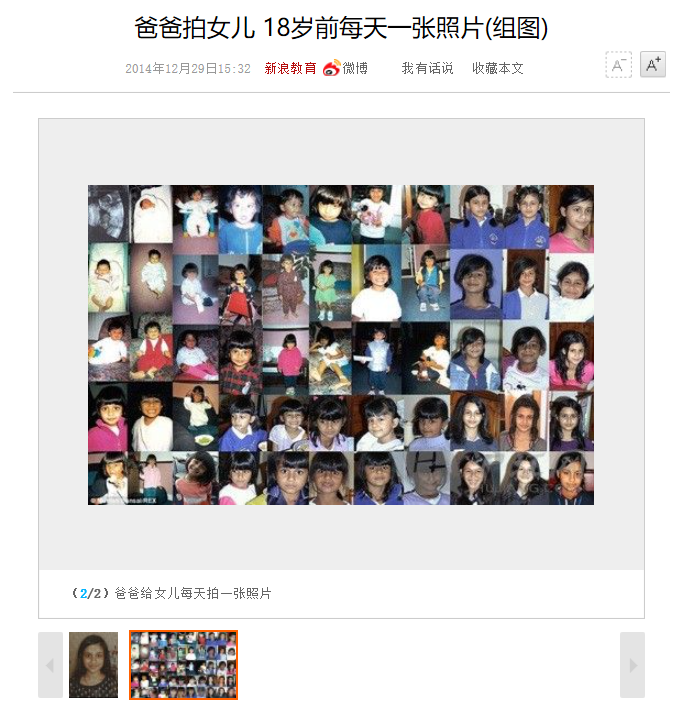 爸爸拍女儿 18岁前每天一张照片(组图)
2014年12月29日15:32 新浪教育 微博 我有话说 收藏本文 A- A+
(2/2) 爸爸给女儿每天拍一张照片